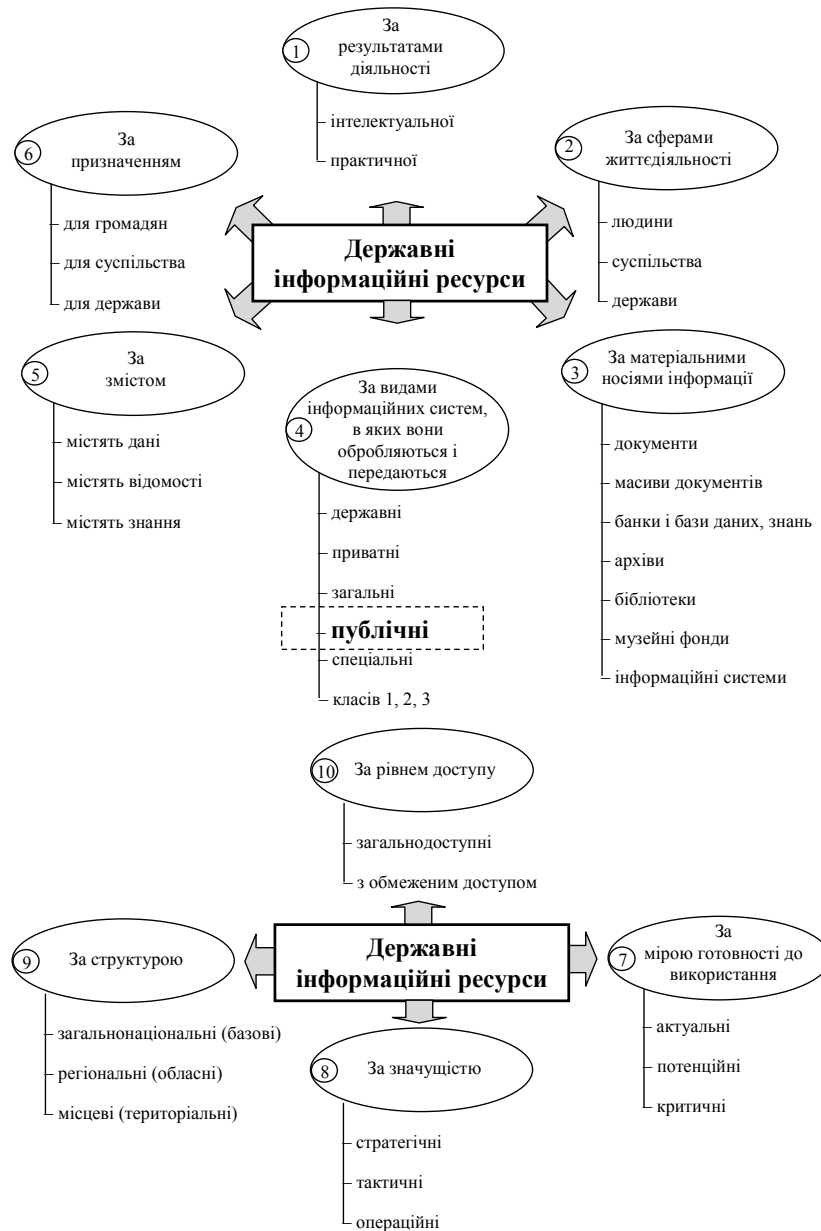 1
За
результатами
діяльності
інтелектуальної
практичної
6
За
призначенням
для громадян
для суспільства
для держави
2
За сферами
життєдіяльності
людини
суспільства
держави
Державні
інформаційні ресурси
5
За
змістом
містять дані
містять відомості
містять знання
4
За видами
інформаційних систем,
в яких вони
обробляються і
передаються
державні
приватні
загальні
публічні
спеціальні
класів 1, 2, 3
3
За матеріальними
носіями інформації
документи
масиви документів
банки і бази даних, знань
архіви
бібліотеки
музейні фонди
інформаційні системи
10
За рівнем доступу
загальнодоступні
з обмеженим доступом
9
За структурою
загальнонаціональні (базові)
регіональні (обласні)
місцеві (територіальні)
Державні
інформаційні ресурси
7
За
мірою готовності до
використання
актуальні
потенційні
критичні
8
За значущістю
стратегічні
тактичні
операційні